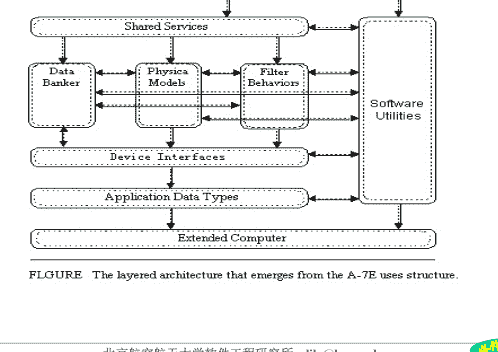 Shared Services
Data
Banker
Physica
Models
Filter
Behaviors
Software
Utilities
Device Interfaces
Application Data Types
Extended Computer
FLGURE The layered architecture that emerges from the A-7E uses structure.